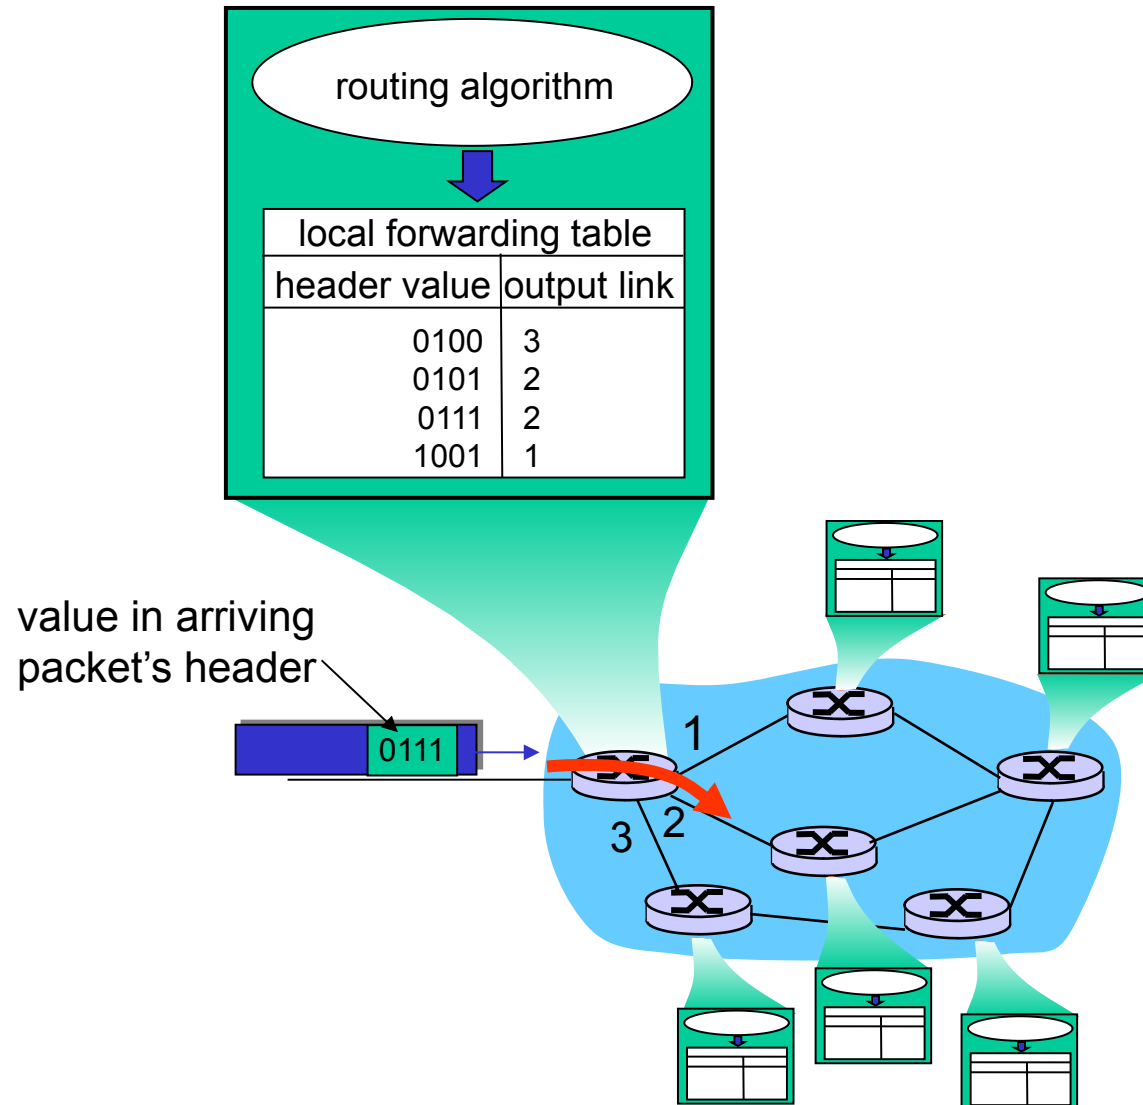 routing algorithm
local forwarding table
header value output link
0100 3
0101 2
0111 2
1001 1
value in arriving
packet’s header
0111
1
2
3